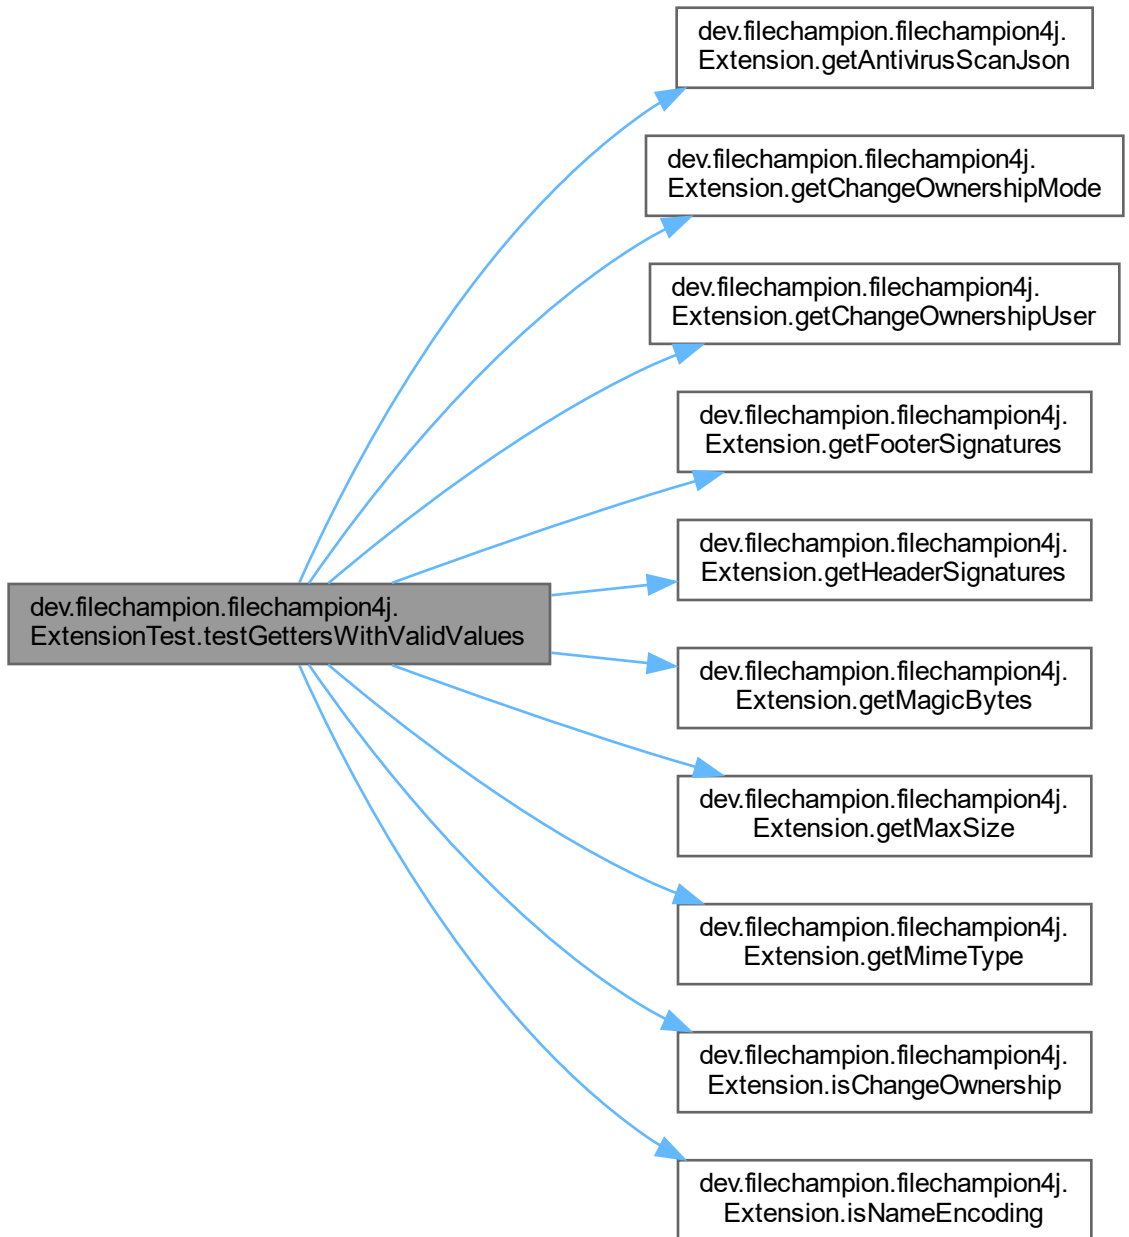 dev.filechampion.filechampion4j.
Extension.getAntivirusScanJson
dev.filechampion.filechampion4j.
Extension.getChangeOwnershipMode
dev.filechampion.filechampion4j.
Extension.getChangeOwnershipUser
dev.filechampion.filechampion4j.
Extension.getFooterSignatures
dev.filechampion.filechampion4j.
Extension.getHeaderSignatures
dev.filechampion.filechampion4j.
ExtensionTest.testGettersWithValidValues
dev.filechampion.filechampion4j.
Extension.getMagicBytes
dev.filechampion.filechampion4j.
Extension.getMaxSize
dev.filechampion.filechampion4j.
Extension.getMimeType
dev.filechampion.filechampion4j.
Extension.isChangeOwnership
dev.filechampion.filechampion4j.
Extension.isNameEncoding